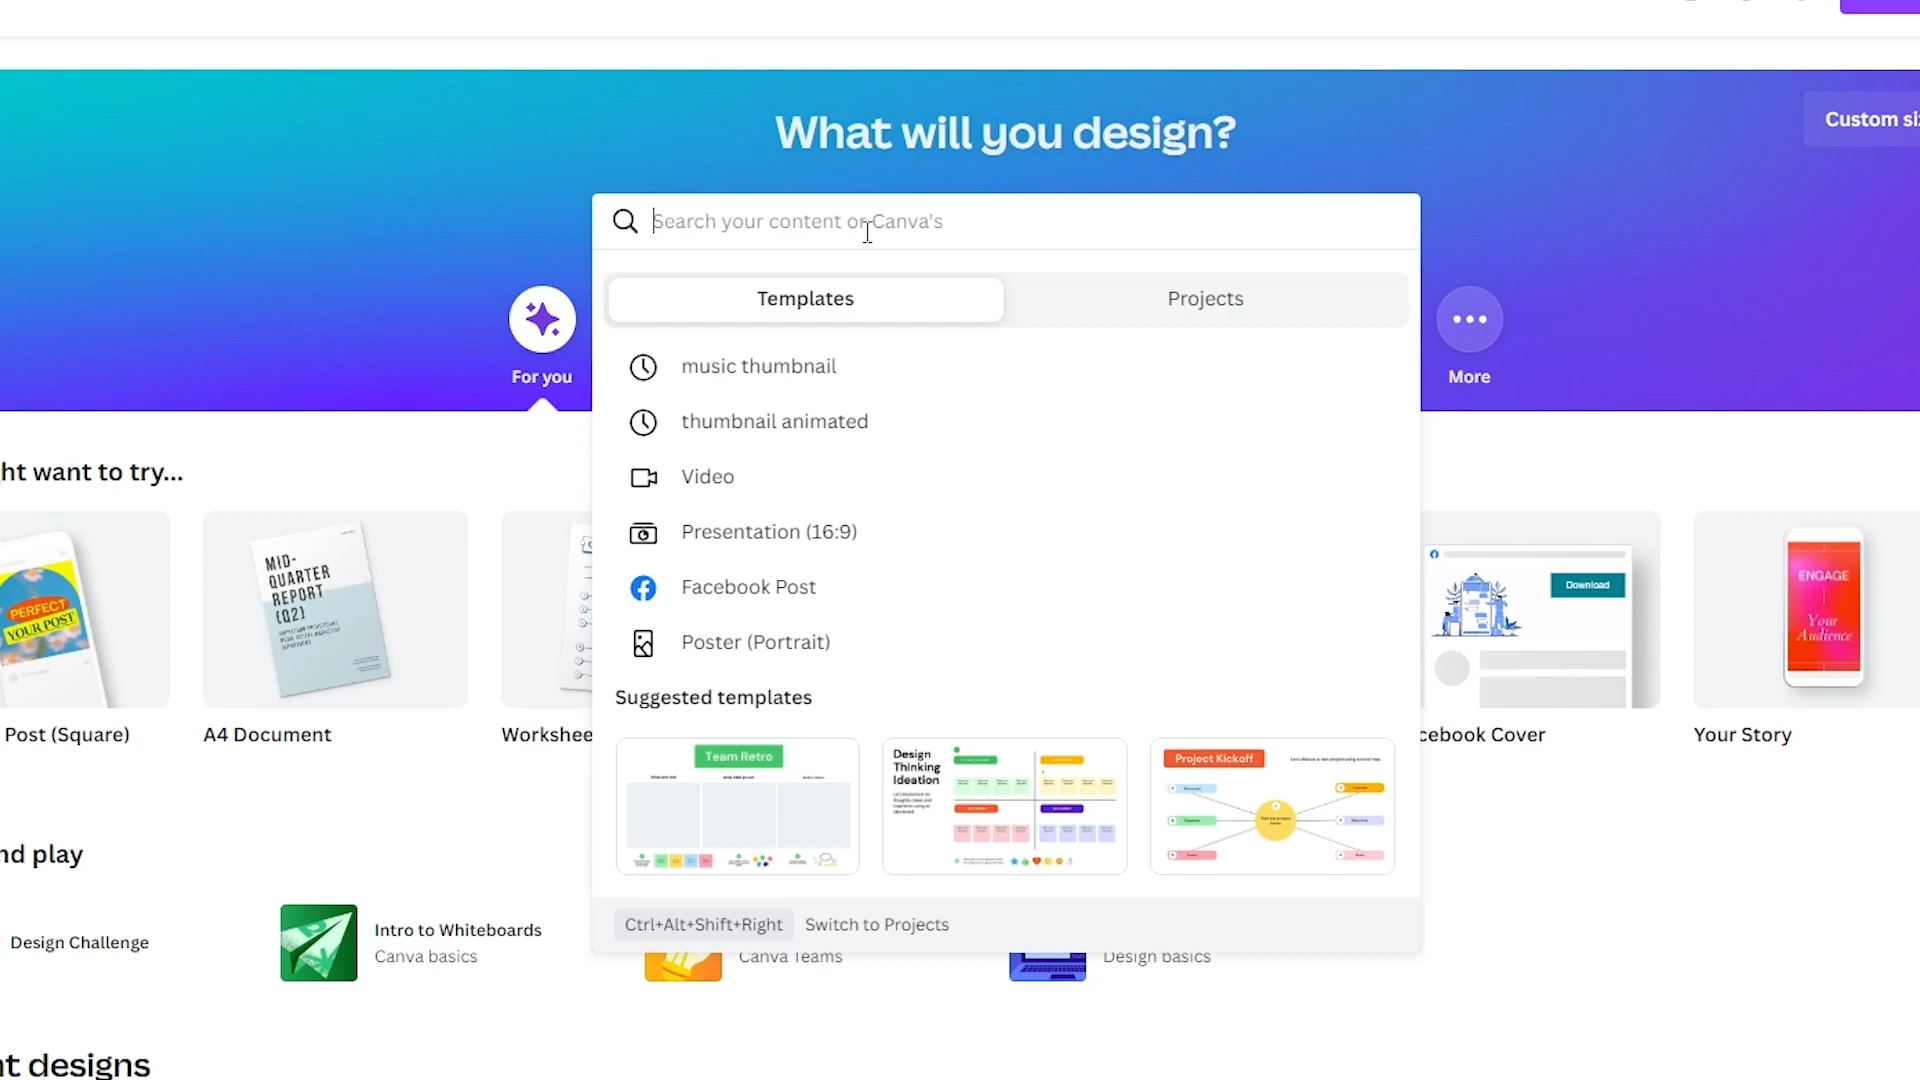 What will you design?
Custom si
Search your content or Canva's
Templates
Projects
For you
More
music thumbnail
thumbnail animated
Video
Presentation (16:9)
Facebook Post
Poster (Portrait)
Suggested templates
ht want to try...
PERFECT
YOUR POST
MID-
QUARTER
REPORT
(Q2)
Download
ENGAGE
Your
Audience
Post (Square)
A4 Document
Workshee
cebook Cover
Your Story
Team Retro
Design
Thinking
Ideation
Project Kickoff
nd play
Ctrl+Alt+Shift+Right
Switch to Projects
Design Challenge
Intro to Whiteboards
Canva basics
Canva Teams
Design basics
nt designs